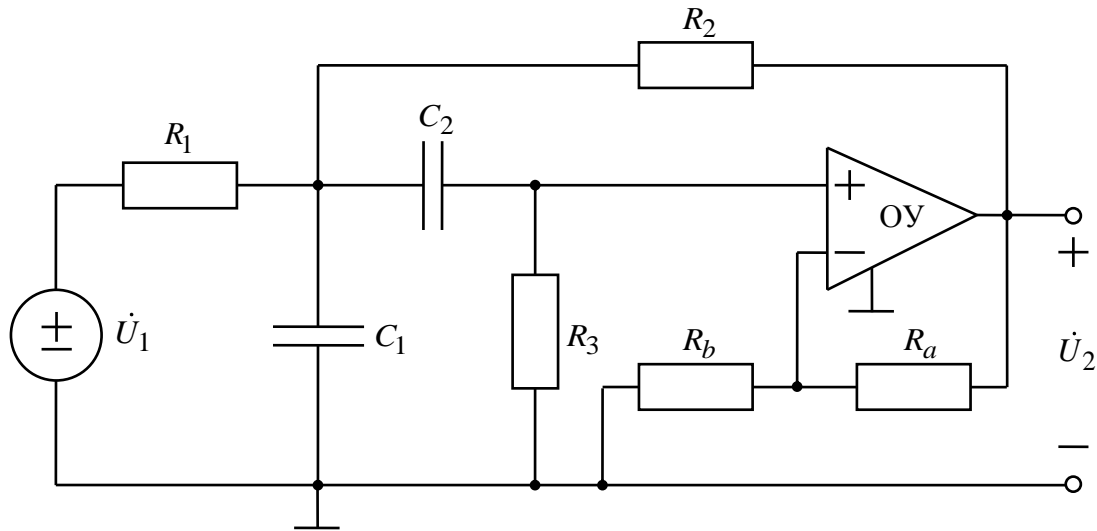 R2
R1
C2
+
ОУ
−
+
±
U̇1
C1
R3
Rb
Ra
U̇2
−